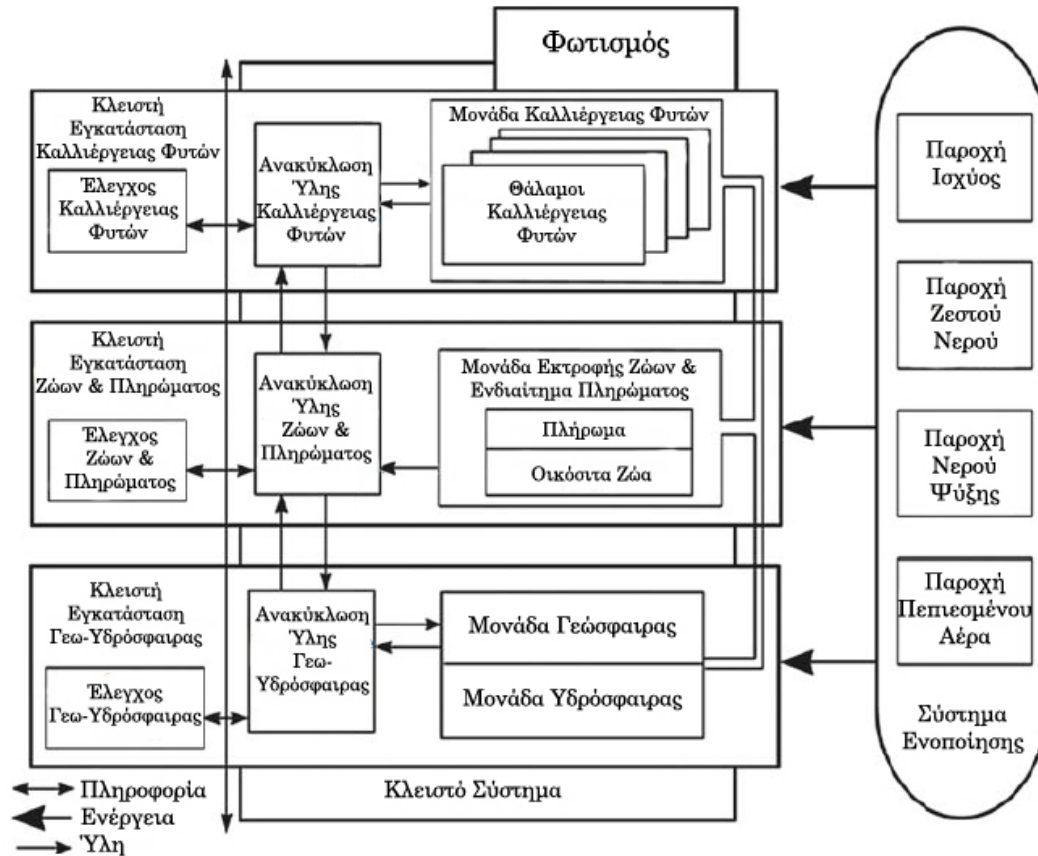 Φωτισμός
Κλειστή
Εγκατάσταση
Καλλιέργειας Φυτών
Έλεγχος
Καλλιέργειας
Φυτών
Ανακύκλωση
Ύλης
Καλλιέργειας
Φυτών
Μονάδα Καλλιέργειας Φυτών
Θάλαμοι
Καλλιέργειας
Φυτών
Κλειστή
Εγκατάσταση
Ζώων & Πληρώματος
Έλεγχος
Ζώων &
Πληρώματος
Ανακύκλωση
Ύλης
Ζώων &
Πληρώματος
Μονάδα Εκτροφής Ζώων &
Ενδιαίτημα Πληρώματος
Πλήρωμα
Οικόσιτα Ζώα
Κλειστή
Εγκατάσταση
Γεω-Υδρόσφαιρας
Έλεγχος
Γεω-Υδρόσφαιρας
Ανακύκλωση
Ύλης
Γεω-
Υδρόσφαιρας
Μονάδα Γεώσφαιρας
Μονάδα Υδρόσφαιρας
Κλειστό Σύστημα
Παροχή
Ισχύος
Παροχή
Ζεστού
Νερού
Παροχή
Νερού
Ψύξης
Παροχή
Πεπιεσμένου
Αέρα
Σύστημα
Ενοποίησης
Πληροφορία
Ενέργεια
Ύλη